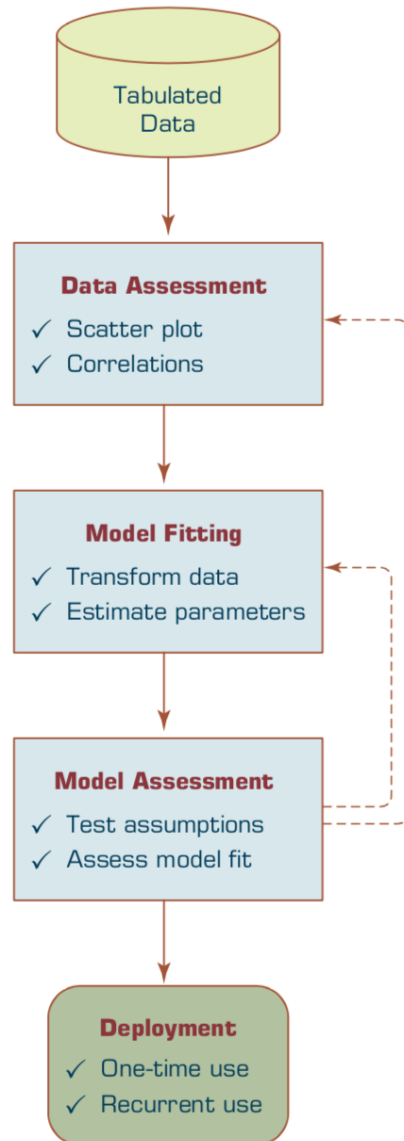 Tabulated
Data
Data Assessment
✓ Scatter plot
✓ Correlations
Model Fitting
✓ Transform data
✓ Estimate parameters
Model Assessment
✓ Test assumptions
✓ Assess model fit
Deployment
✓ One-time use
✓ Recurrent use